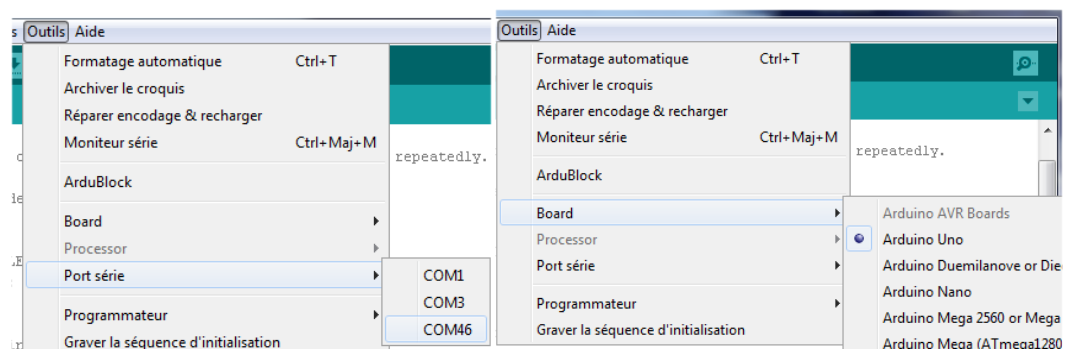 s Outils Aide
Formatage automatique Ctrl+T
Archiver le croquis
Réparer encodage & recharger
Moniteur série Ctrl+Maj+M
repeatedly.
ArduBlock
Board
Processor
Port série
COM1
COM3
COM46
Programmateur
Graver la séquence d'initialisation
Outils Aide
Formatage automatique Ctrl+T
Archiver le croquis
Réparer encodage & recharger
Moniteur série Ctrl+Maj+M
repeatedly.
ArduBlock
Board
Arduino AVR Boards
Processor
Arduino Uno
Port série
Arduino Duemilanove or Die
Arduino Nano
Programmateur
Arduino Mega 2560 or Mega
Graver la séquence d'initialisation
Arduino Mega (ATmega1280